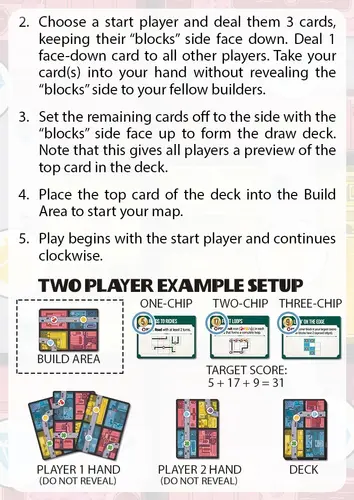 2. Choose a start player and deal them 3 cards,
keeping their “blocks” side face down. Deal 1
face-down card to all other players. Take your
card(s) into your hand without revealing the
“blocks” side to your fellow builders.
3. Set the remaining cards off to the side with the
“blocks” side face up to form the draw deck.
Note that this gives all players a preview of the
top card in the deck.
4. Place the top card of the deck into the Build
Area to start your map.
5. Play begins with the start player and continues
clockwise.
TWO PLAYER EXAMPLE SETUP
ONE-CHIP TWO-CHIP THREE-CHIP
BUILD AREA
TARGET SCORE:
5 + 17 + 9 = 31
PLAYER 1 HAND
(DO NOT REVEAL)
PLAYER 2 HAND
(DO NOT REVEAL)
DECK